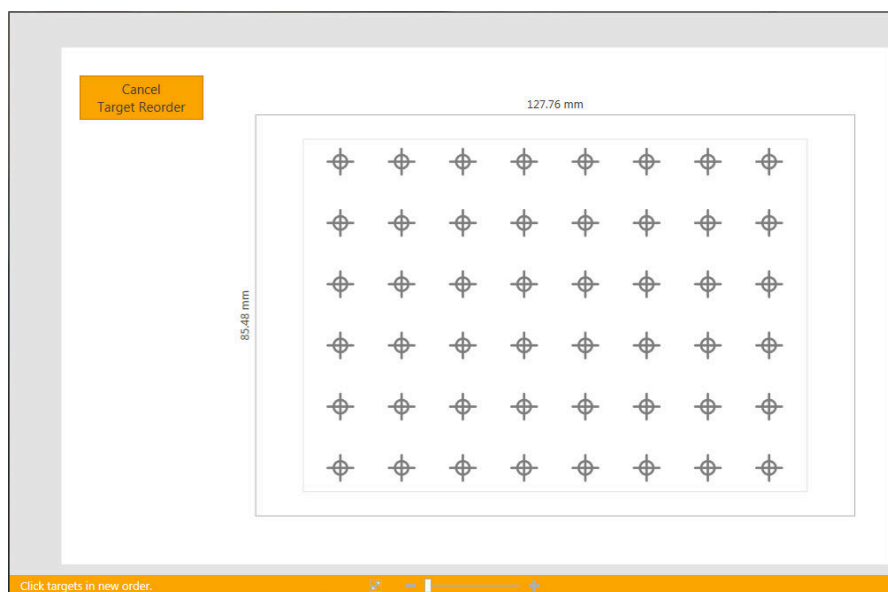 Cancel
Target Reorder
127.76 mm
85.48 mm
Click targets in new order.